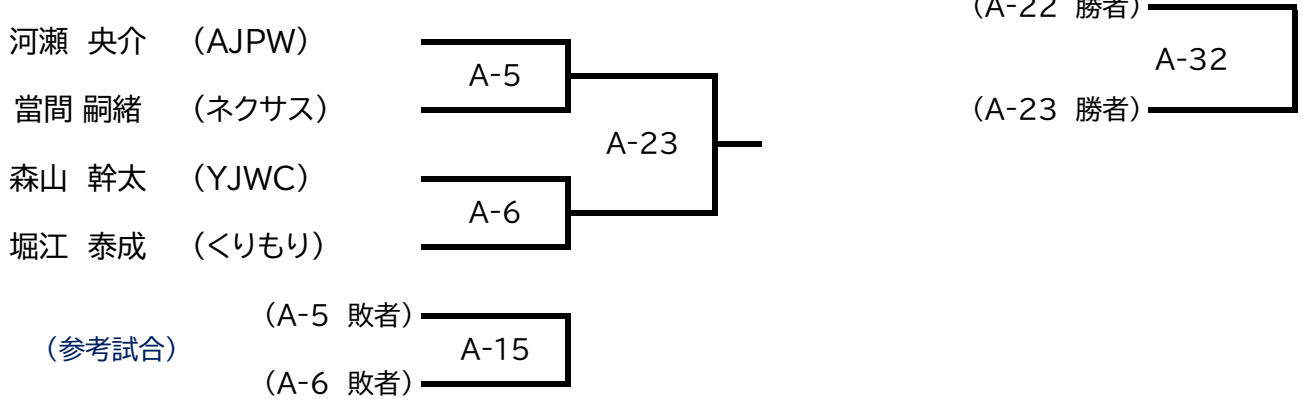 (A-22 勝者)
河瀬 央介 (AJPW)
A-5
A-32
當間 嗣緒 (ネクサス)
(A-23 勝者)
A-23
森山 幹太 (YJWC)
A-6
堀江 泰成 (くりもり)
(A-5 敗者)
(参考試合)
A-15
(A-6 敗者)